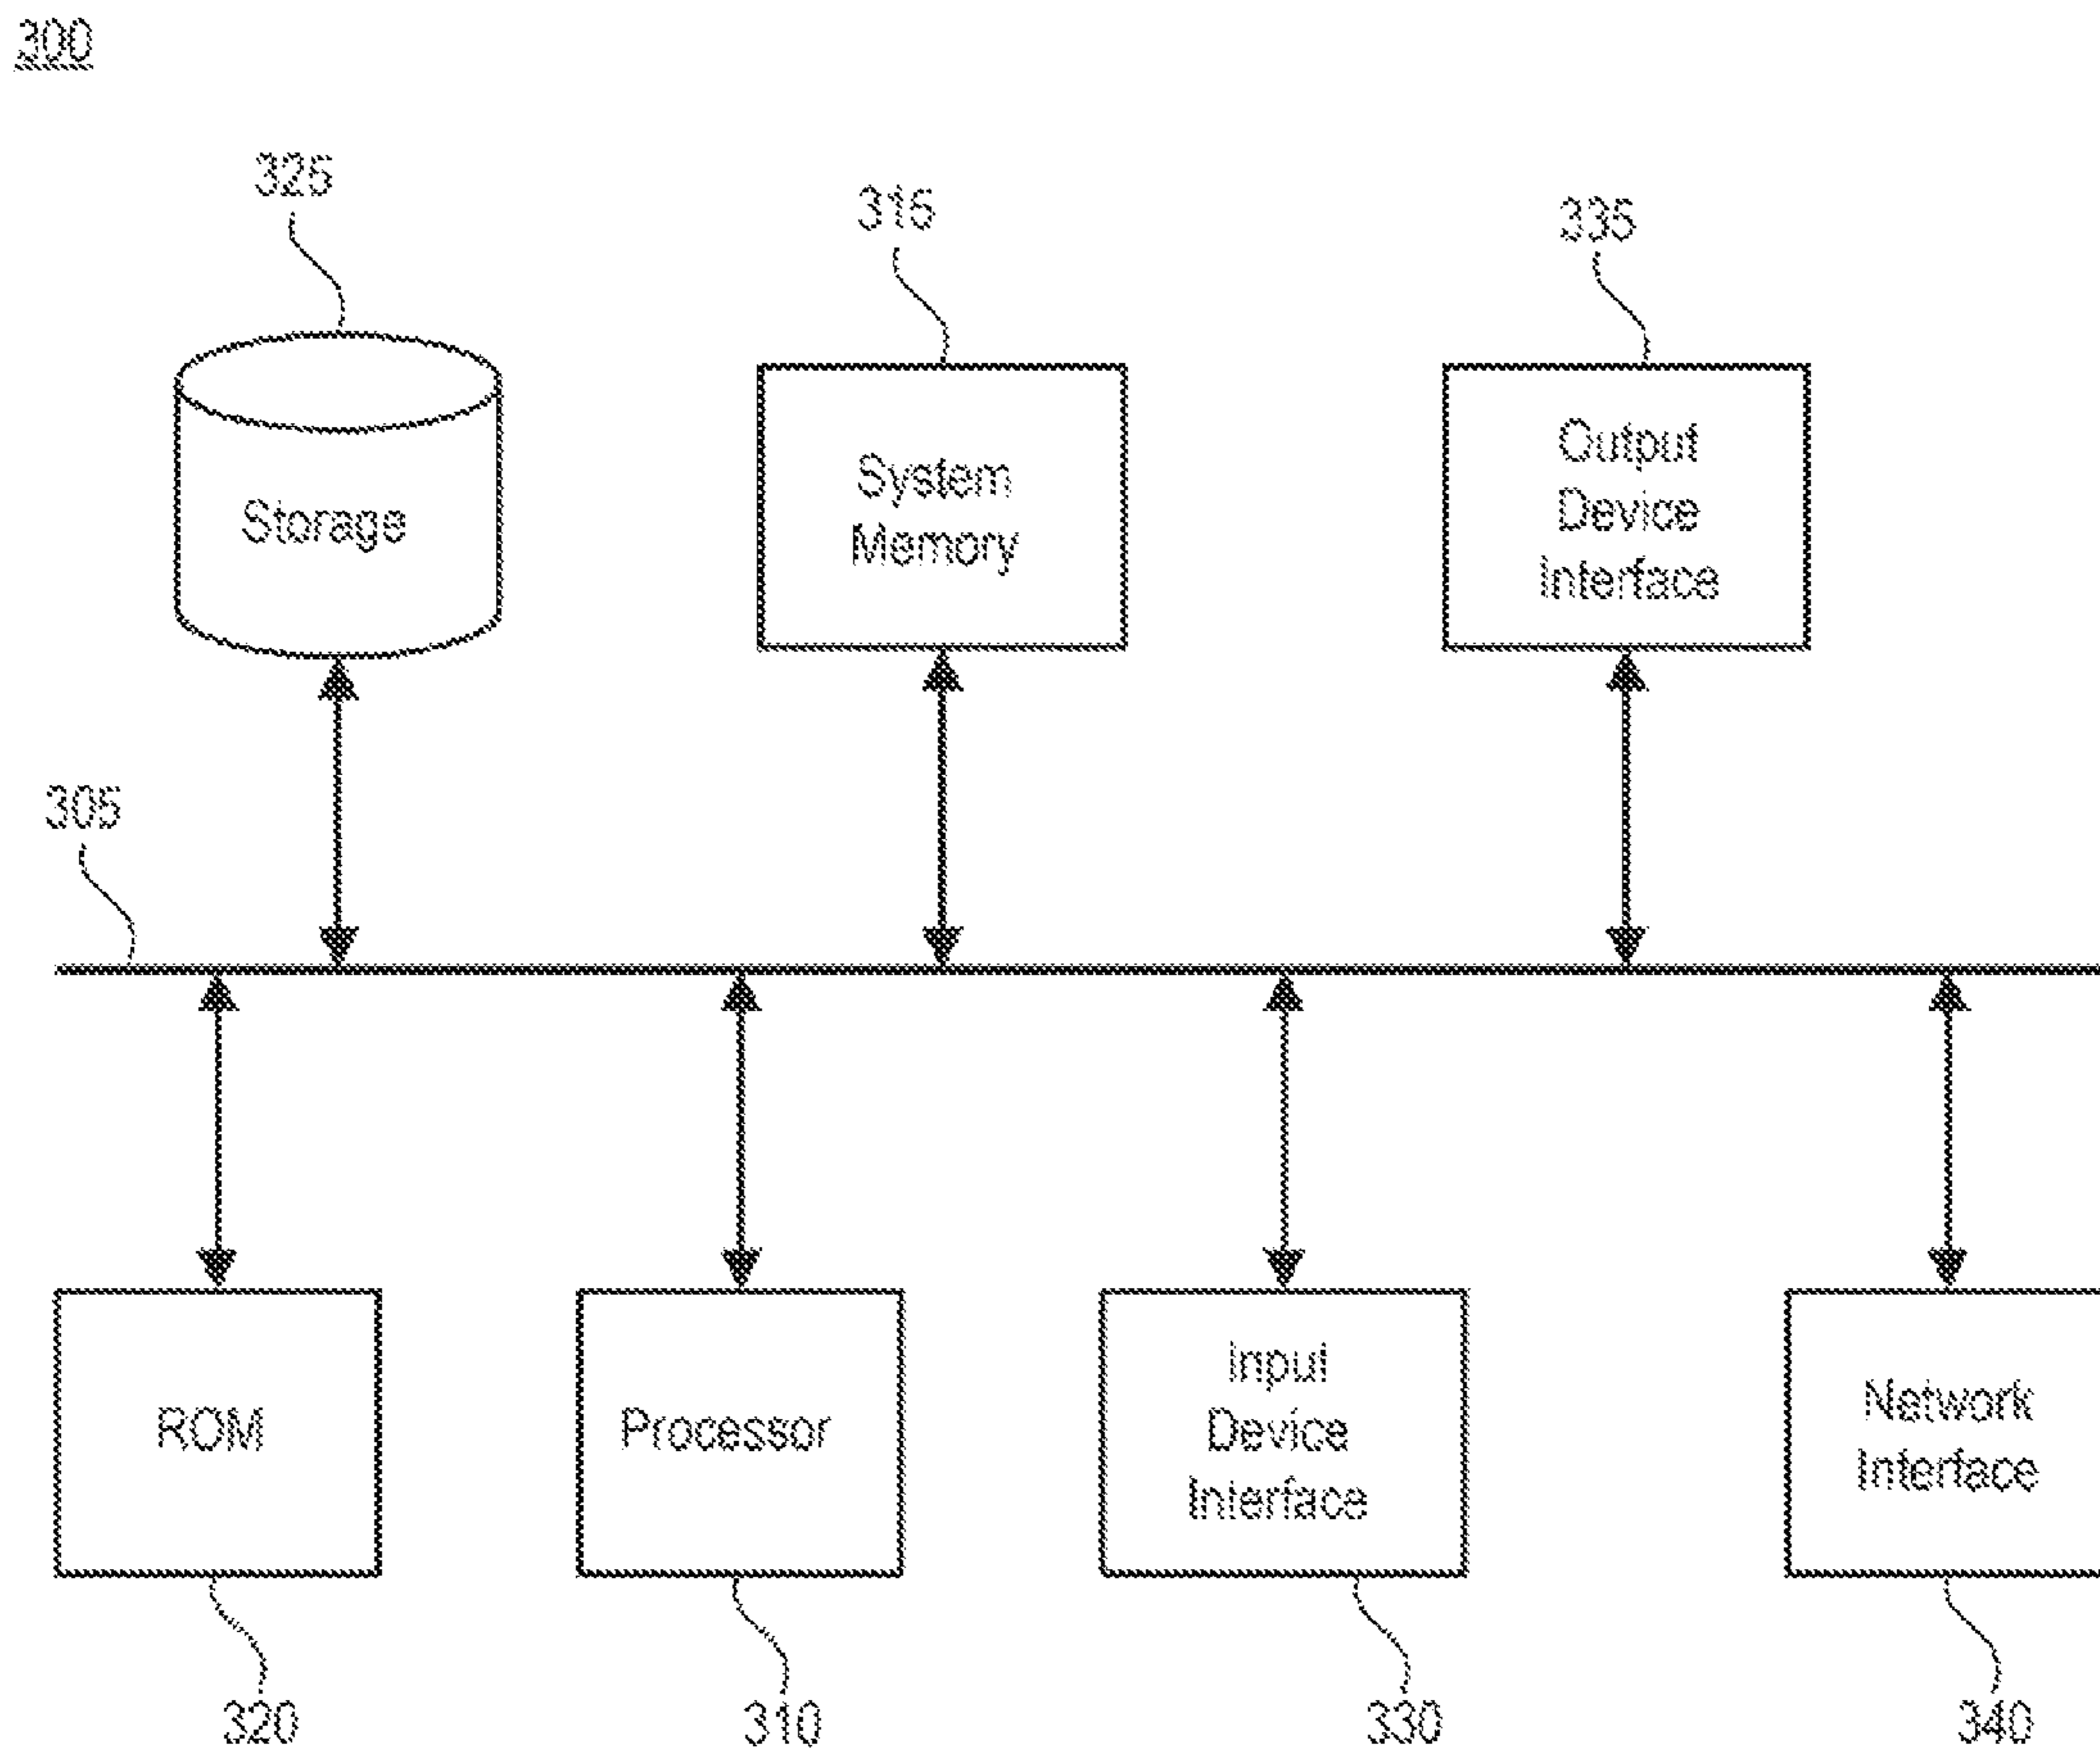 300
325
315
335
Storage
System
Memory
Output
Device
Interface
305
ROM
Processor
Input
Device
Interface
Network
Interface
320
310
330
340